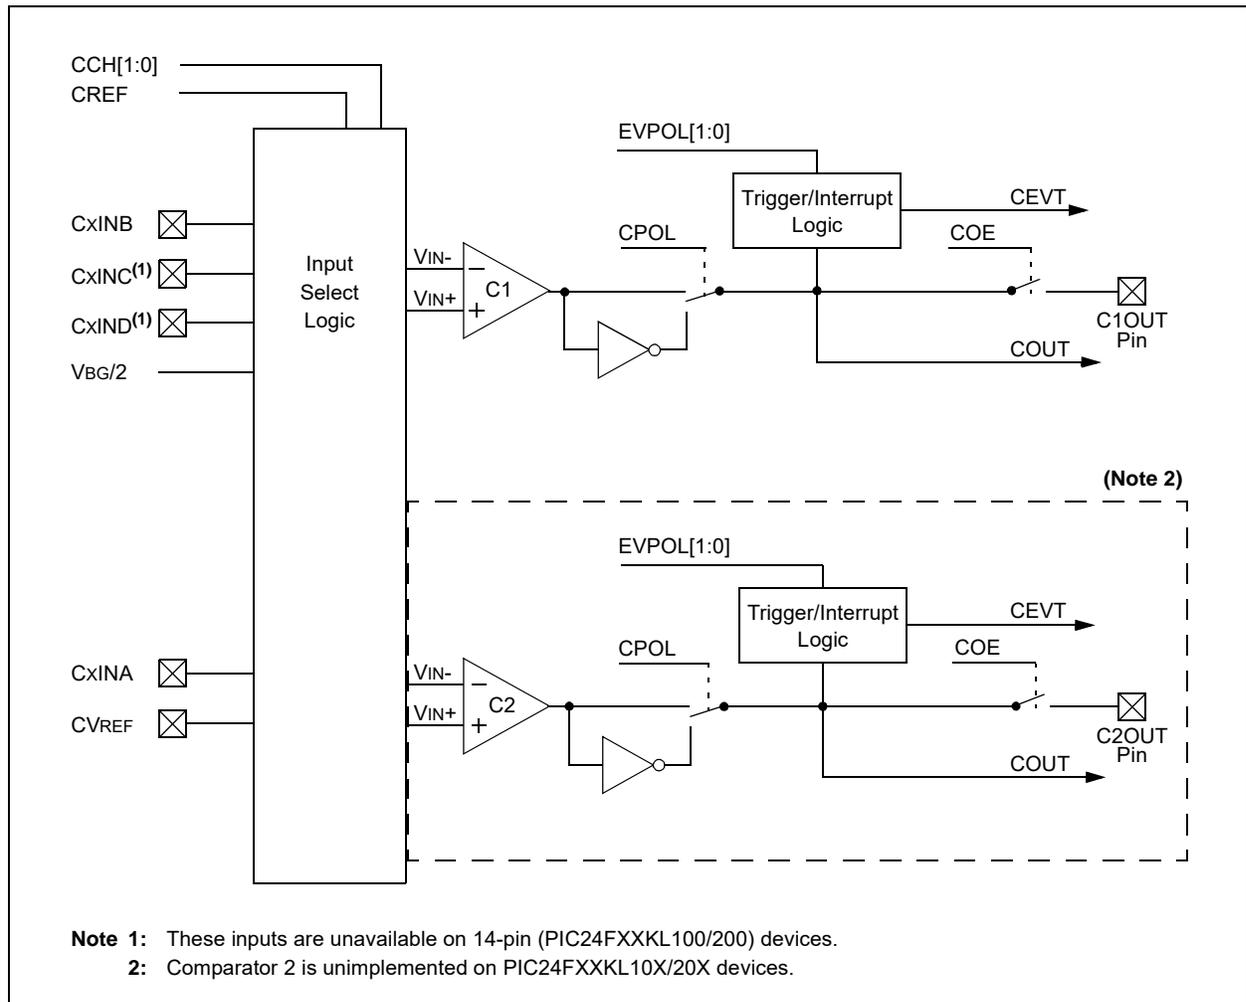 CCH[1:0]
CREF
EVPOL[1:0]
Trigger/Interrupt
Logic
CEVT
CPOL
COE
CXINB
CXINC(1)
CXIND(1)
VBG/2
Input
Select
Logic
VIN-
VIN+
−
+
C1
C1OUT
Pin
COUT
(Note 2)
EVPOL[1:0]
Trigger/Interrupt
Logic
CEVT
CPOL
COE
CXINA
CVREF
VIN-
VIN+
−
+
C2
C2OUT
Pin
COUT
Note 1: These inputs are unavailable on 14-pin (PIC24FXXKL100/200) devices.
2: Comparator 2 is unimplemented on PIC24FXXKL10X/20X devices.